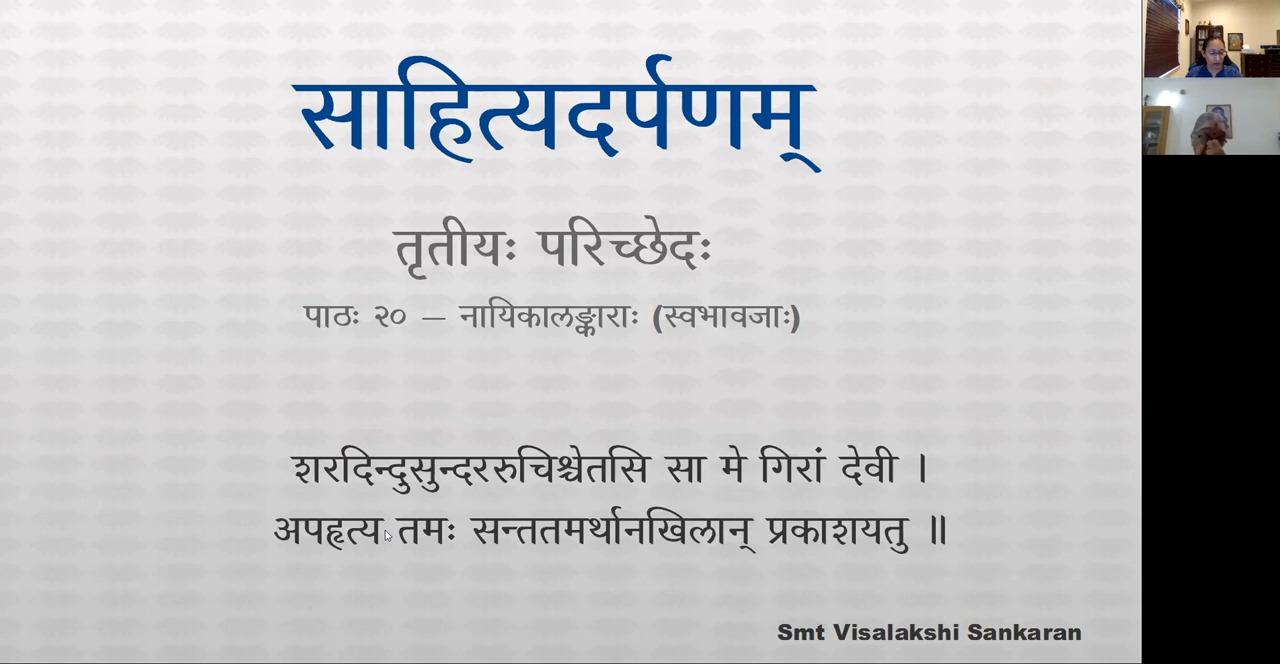 साहित्यदर्पणम्
तृतीयः परिच्छेदः
पाठः २० – नायिकालङ्काराः (स्वभावजाः)
शरदिन्दुसुन्दररुचिश्चेतसि सा मे गिरां देवी ।
अपहृत्य तमः सन्ततमर्थानखिलान् प्रकाशयतु ॥
Smt Visalakshi Sankaran